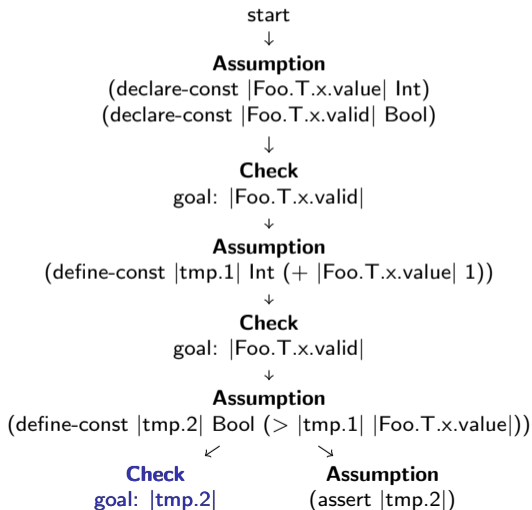 start
Assumption
(declare-const |Foo.T.x.value| Int)
(declare-const |Foo.T.x.valid| Bool)
Check
goal: |Foo.T.x.valid|
Assumption
(define-const |tmp.1| Int (+ |Foo.T.x.value| 1))
Check
goal: |Foo.T.x.valid|
Assumption
(define-const |tmp.2| Bool (> |tmp.1| |Foo.T.x.value|))
Check
goal: |tmp.2|
Assumption
(assert |tmp.2|)